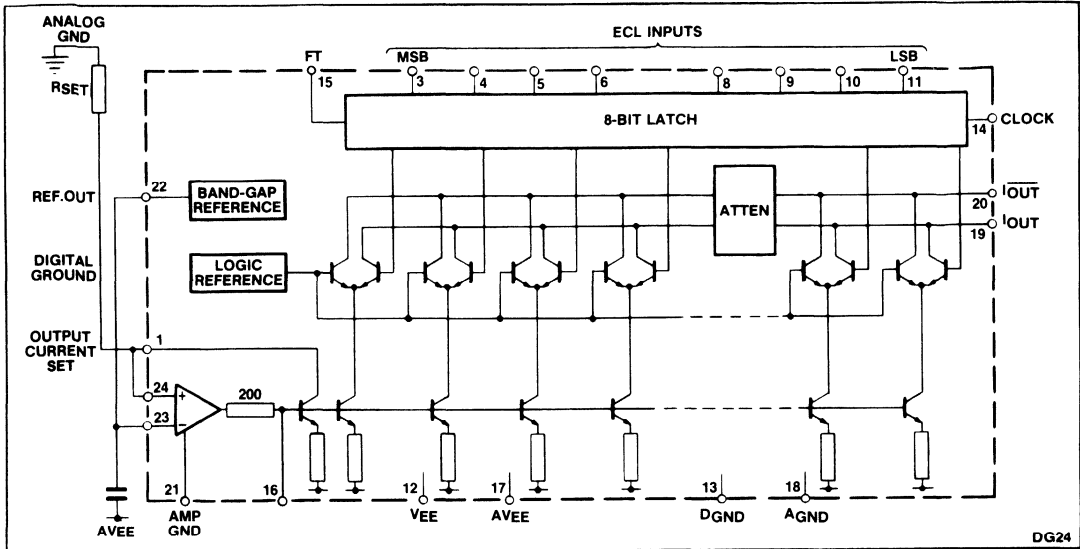 ANALOG
GND
RSET
ECL INPUTS
FT
15
MSB
3
4
5
6
8
9
10
LSB
11
8-BIT LATCH
14
CLOCK
REF.OUT
22
BAND-GAP
REFERENCE
ATTEN
IOUT
20
IOUT
19
DIGITAL
GROUND
LOGIC
REFERENCE
OUTPUT
CURRENT
SET
1
24
23
+
−
200
21
AMP
GND
16
12
VEE
17
AVEE
13
DGND
18
AGND
AVEE
DG24